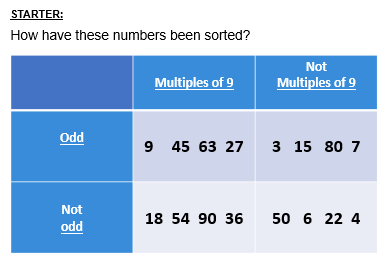 STARTER:
How have these numbers been sorted?
Multiples of 9
Not
Multiples of 9
Odd
9 45 63 27
3 15 80 7
Not
odd
18 54 90 36
50 6 22 4